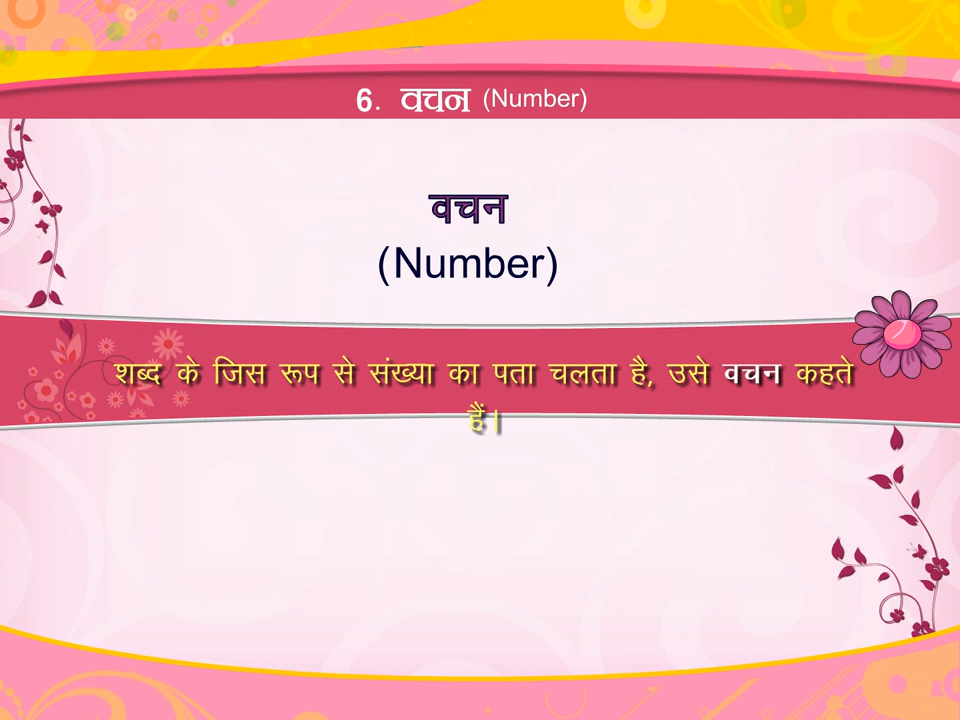 6. वचन (Number)
वचन
(Number)
शब्द के जिस रूप से संख्या का पता चलता है, उसे वचन कहते
हैं।